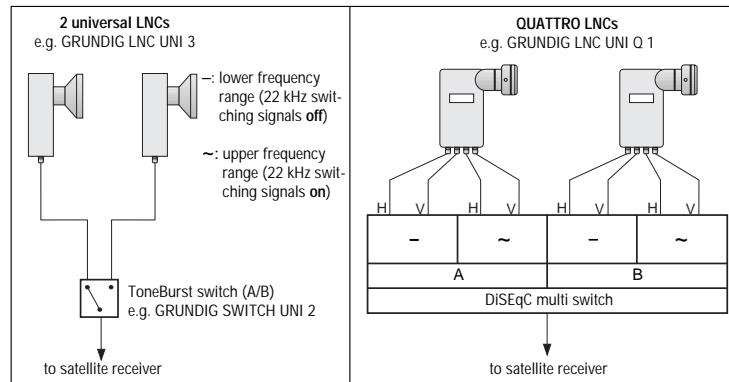 2 universal LNCs
e.g. GRUNDIG LNC UNI 3
–: lower frequency
range (22 kHz swit-
ching signals off)
~: upper frequency
range (22 kHz swit-
ching signals on)
ToneBurst switch (A/B)
e.g. GRUNDIG SWITCH UNI 2
to satellite receiver
QUATTRO LNCs
e.g. GRUNDIG LNC UNI Q 1
H V H V H V H V
– ~ – ~
A B
DiSEqC multi switch
to satellite receiver